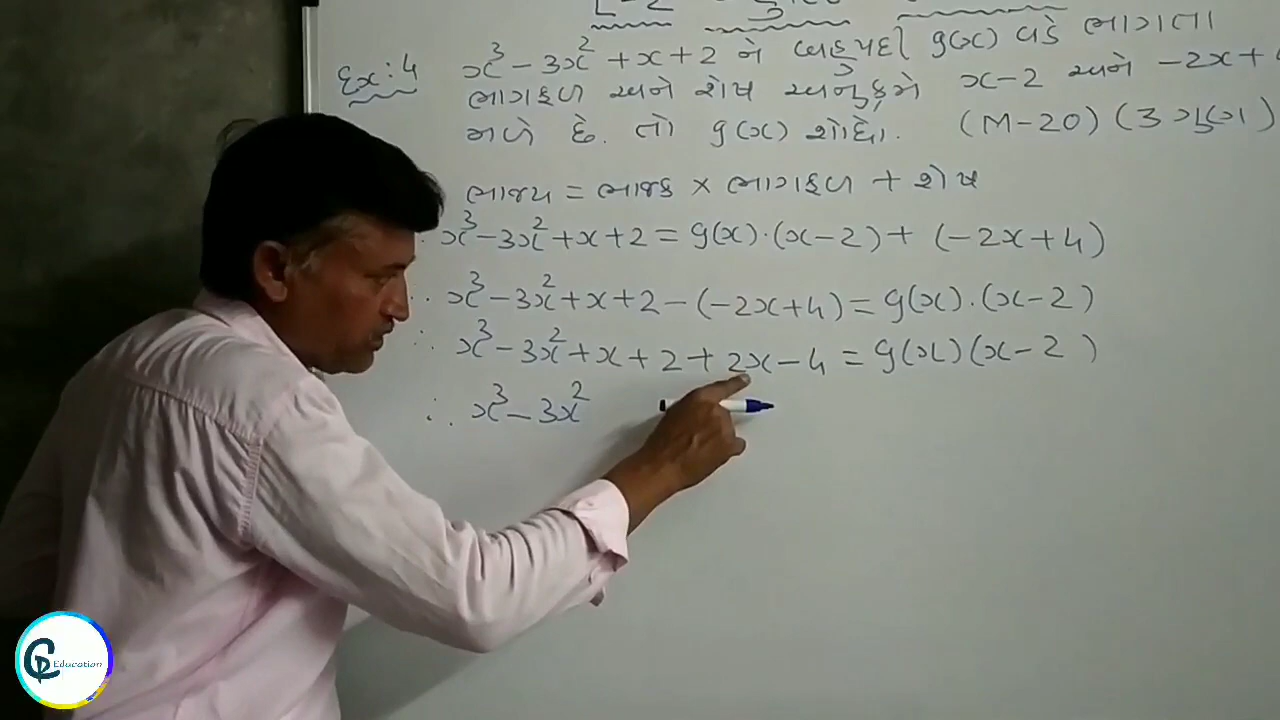 Ex:4 x³ - 3x² + x + 2 ને બહુપદી g(x) વડે ભાગતા
ભાગફળ અને શેષ અનુક્રમે x - 2 અને -2x + 4
મળે છે. તો g(x) શોધો. (M-20) (3 ગુણ)
ભાજ્ય = ભાજક × ભાગફળ + શેષ
∴ x³ - 3x² + x + 2 = g(x) · (x - 2) + (-2x + 4)
∴ x³ - 3x² + x + 2 - (-2x + 4) = g(x) · (x - 2)
∴ x³ - 3x² + x + 2 + 2x - 4 = g(x) (x - 2)
∴ x³ - 3x²
Education